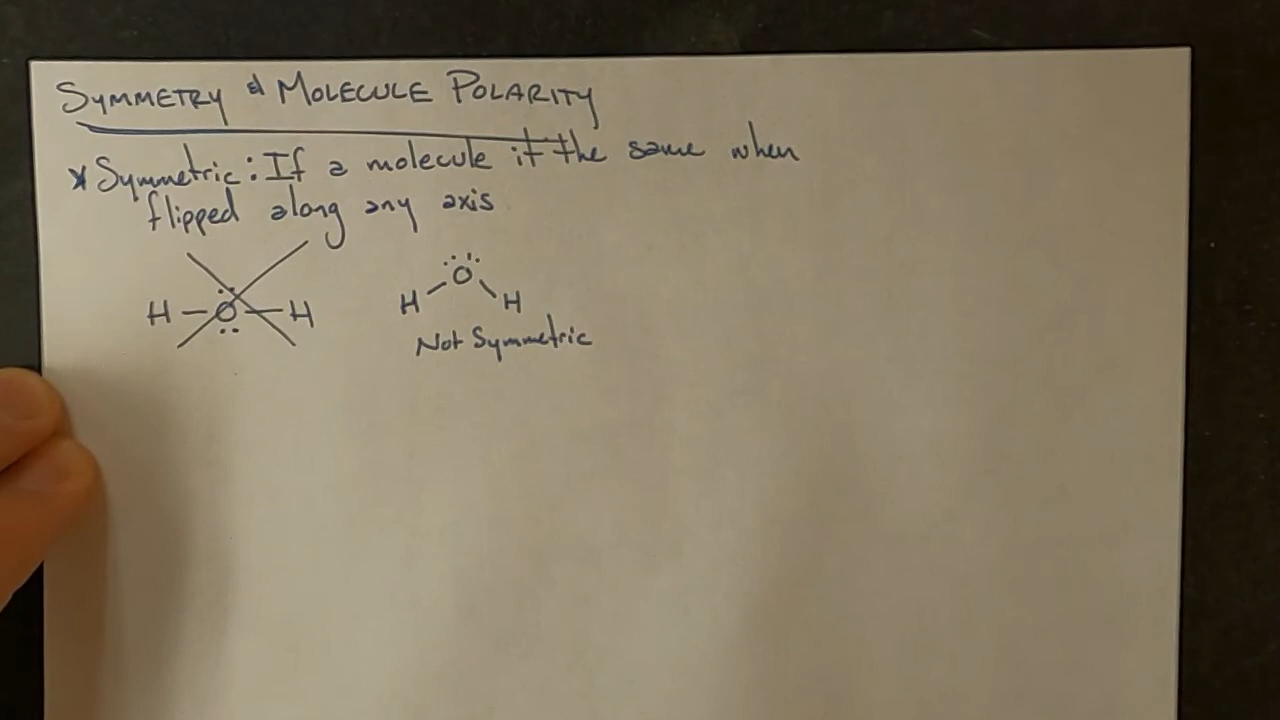 SYMMETRY & MOLECULE POLARITY
* Symmetric: If a molecule it the same when
flipped along any axis
H - O - H
O
H H
Not Symmetric